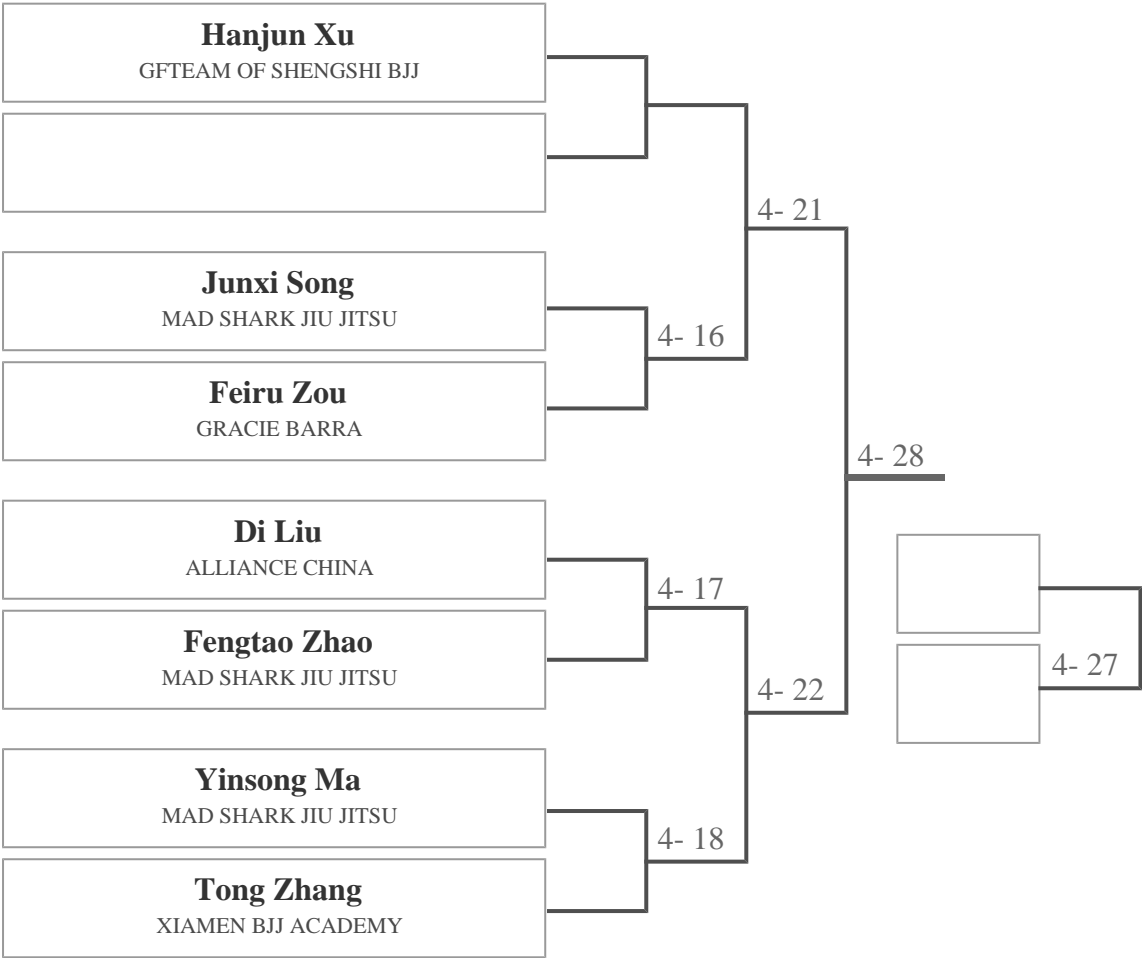 Hanjun Xu
GFTEAM OF SHENGSHI BJJ
4- 21
Junxi Song
MAD SHARK JIU JITSU
4- 16
Feiru Zou
GRACIE BARRA
4- 28
Di Liu
ALLIANCE CHINA
4- 17
Fengtao Zhao
MAD SHARK JIU JITSU
4- 27
4- 22
Yinsong Ma
MAD SHARK JIU JITSU
4- 18
Tong Zhang
XIAMEN BJJ ACADEMY